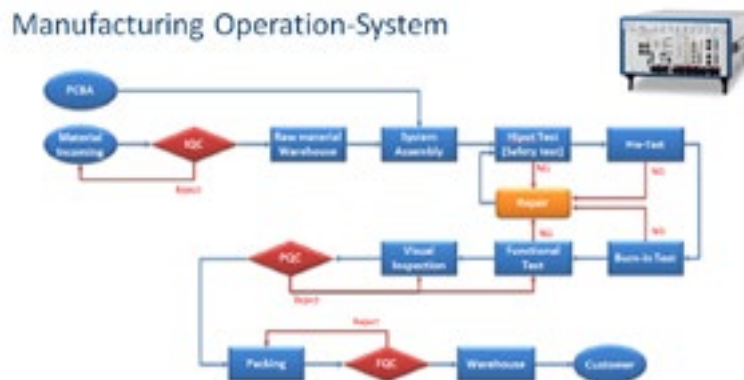 Manufacturing Operation-System
PCBA
Material
Incoming
IQC
Raw material
Warehouse
System
Assembly
Hipot Test
(Safety test)
Pre-Test
Reject
NG
NG
Repair
NG
NG
PQC
Visual
Inspection
Functional
Test
Burn-In Test
Reject
Reject
Packing
FQC
Warehouse
Customer